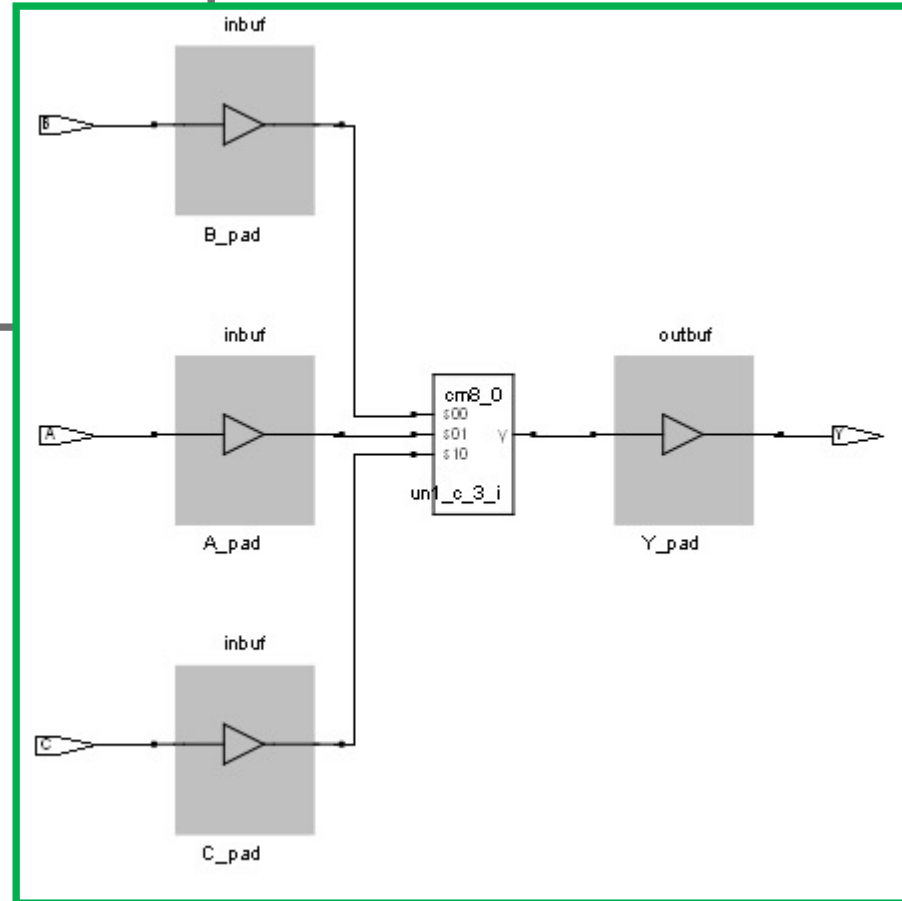 inbuf
B
B_pad
inbuf
A
A_pad
cm8_0
s00
s01
s10
y
un1_c_3_i
outbuf
Y
Y_pad
inbuf
C
C_pad